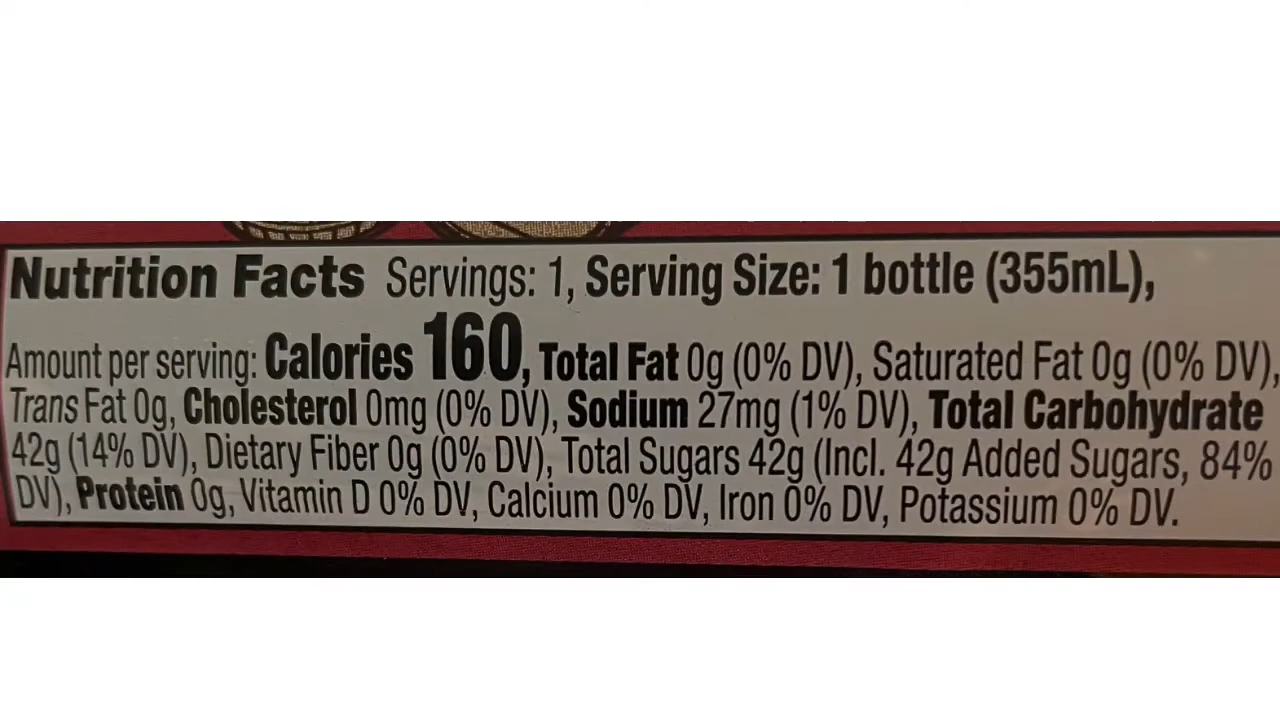 Nutrition Facts Servings: 1, Serving Size: 1 bottle (355mL),
Amount per serving: Calories 160, Total Fat 0g (0% DV), Saturated Fat 0g (0% DV),
Trans Fat 0g, Cholesterol 0mg (0% DV), Sodium 27mg (1% DV), Total Carbohydrate
42g (14% DV), Dietary Fiber 0g (0% DV), Total Sugars 42g (Incl. 42g Added Sugars, 84%
DV), Protein 0g, Vitamin D 0% DV, Calcium 0% DV, Iron 0% DV, Potassium 0% DV.